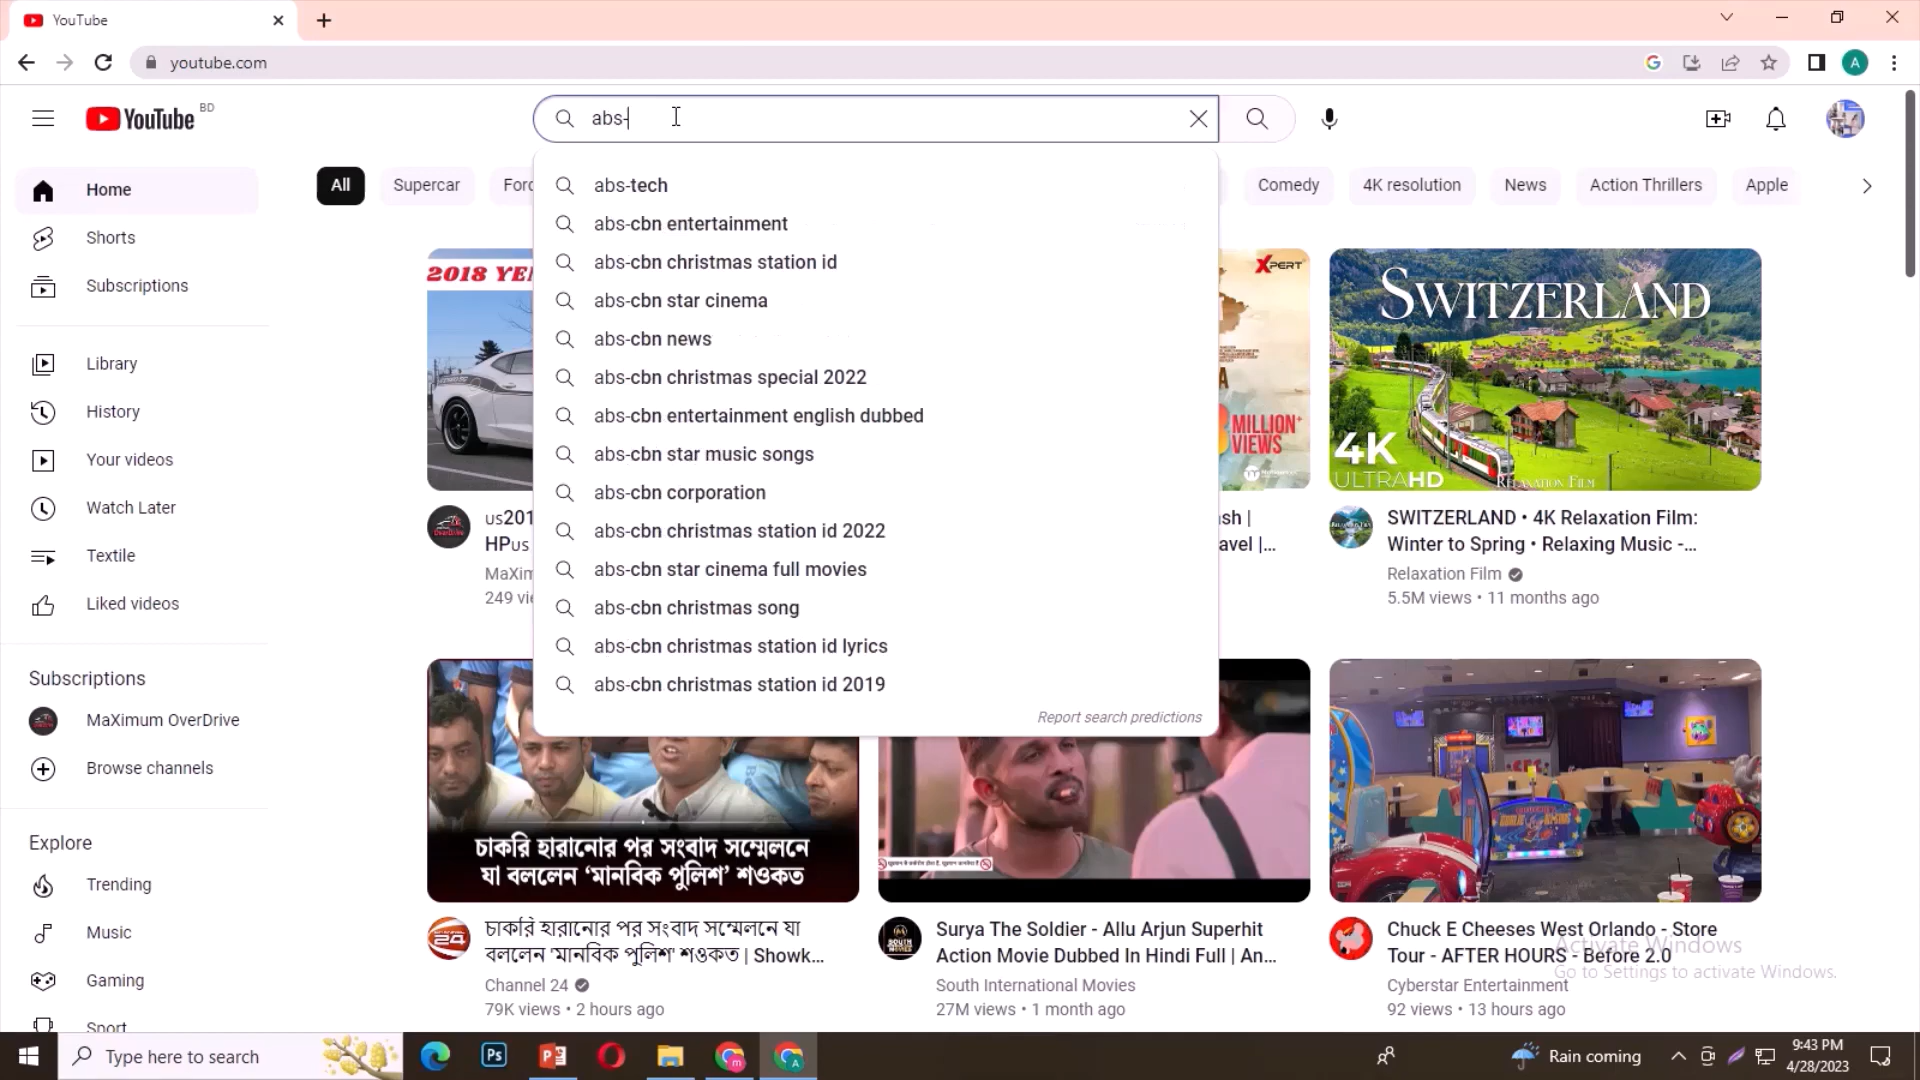 YouTube
youtube.com
A
YouTube BD
abs-
Home
Shorts
Subscriptions
Library
History
Your videos
Watch Later
Textile
Liked videos
Subscriptions
MaXimum OverDrive
Browse channels
Explore
Trending
Music
Gaming
Sport
All
Supercar
Comedy
4K resolution
News
Action Thrillers
Apple
abs-tech
abs-cbn entertainment
abs-cbn christmas station id
abs-cbn star cinema
abs-cbn news
abs-cbn christmas special 2022
abs-cbn entertainment english dubbed
abs-cbn star music songs
abs-cbn corporation
abs-cbn christmas station id 2022
abs-cbn star cinema full movies
abs-cbn christmas song
abs-cbn christmas station id lyrics
abs-cbn christmas station id 2019
Report search predictions
2018 YE
us201
HPus
MaXim
249 vie
XPERT
MILLION+
VIEWS
ash |
avel |...
SWITZERLAND
4K
ULTRAHD
RELAXATION FILM
SWITZERLAND • 4K Relaxation Film:
Winter to Spring • Relaxing Music -...
Relaxation Film
5.5M views • 11 months ago
চাকরি হারানোর পর সংবাদ সম্মেলনে
যা বললেন ‘মানবিক পুলিশ’ শওকত
24
চাকরি হারানোর পর সংবাদ সম্মেলনে যা
বললেন 'মানবিক পুলিশ' শওকত | Showk...
Channel 24
79K views • 2 hours ago
Surya The Soldier - Allu Arjun Superhit
Action Movie Dubbed In Hindi Full | An...
South International Movies
27M views • 1 month ago
Chuck E Cheeses West Orlando - Store
Tour - AFTER HOURS - Before 2.0
Cyberstar Entertainment
92 views • 13 hours ago
Activate Windows
Go to Settings to activate Windows.
Type here to search
Ps
Rain coming
9:43 PM
4/28/2023